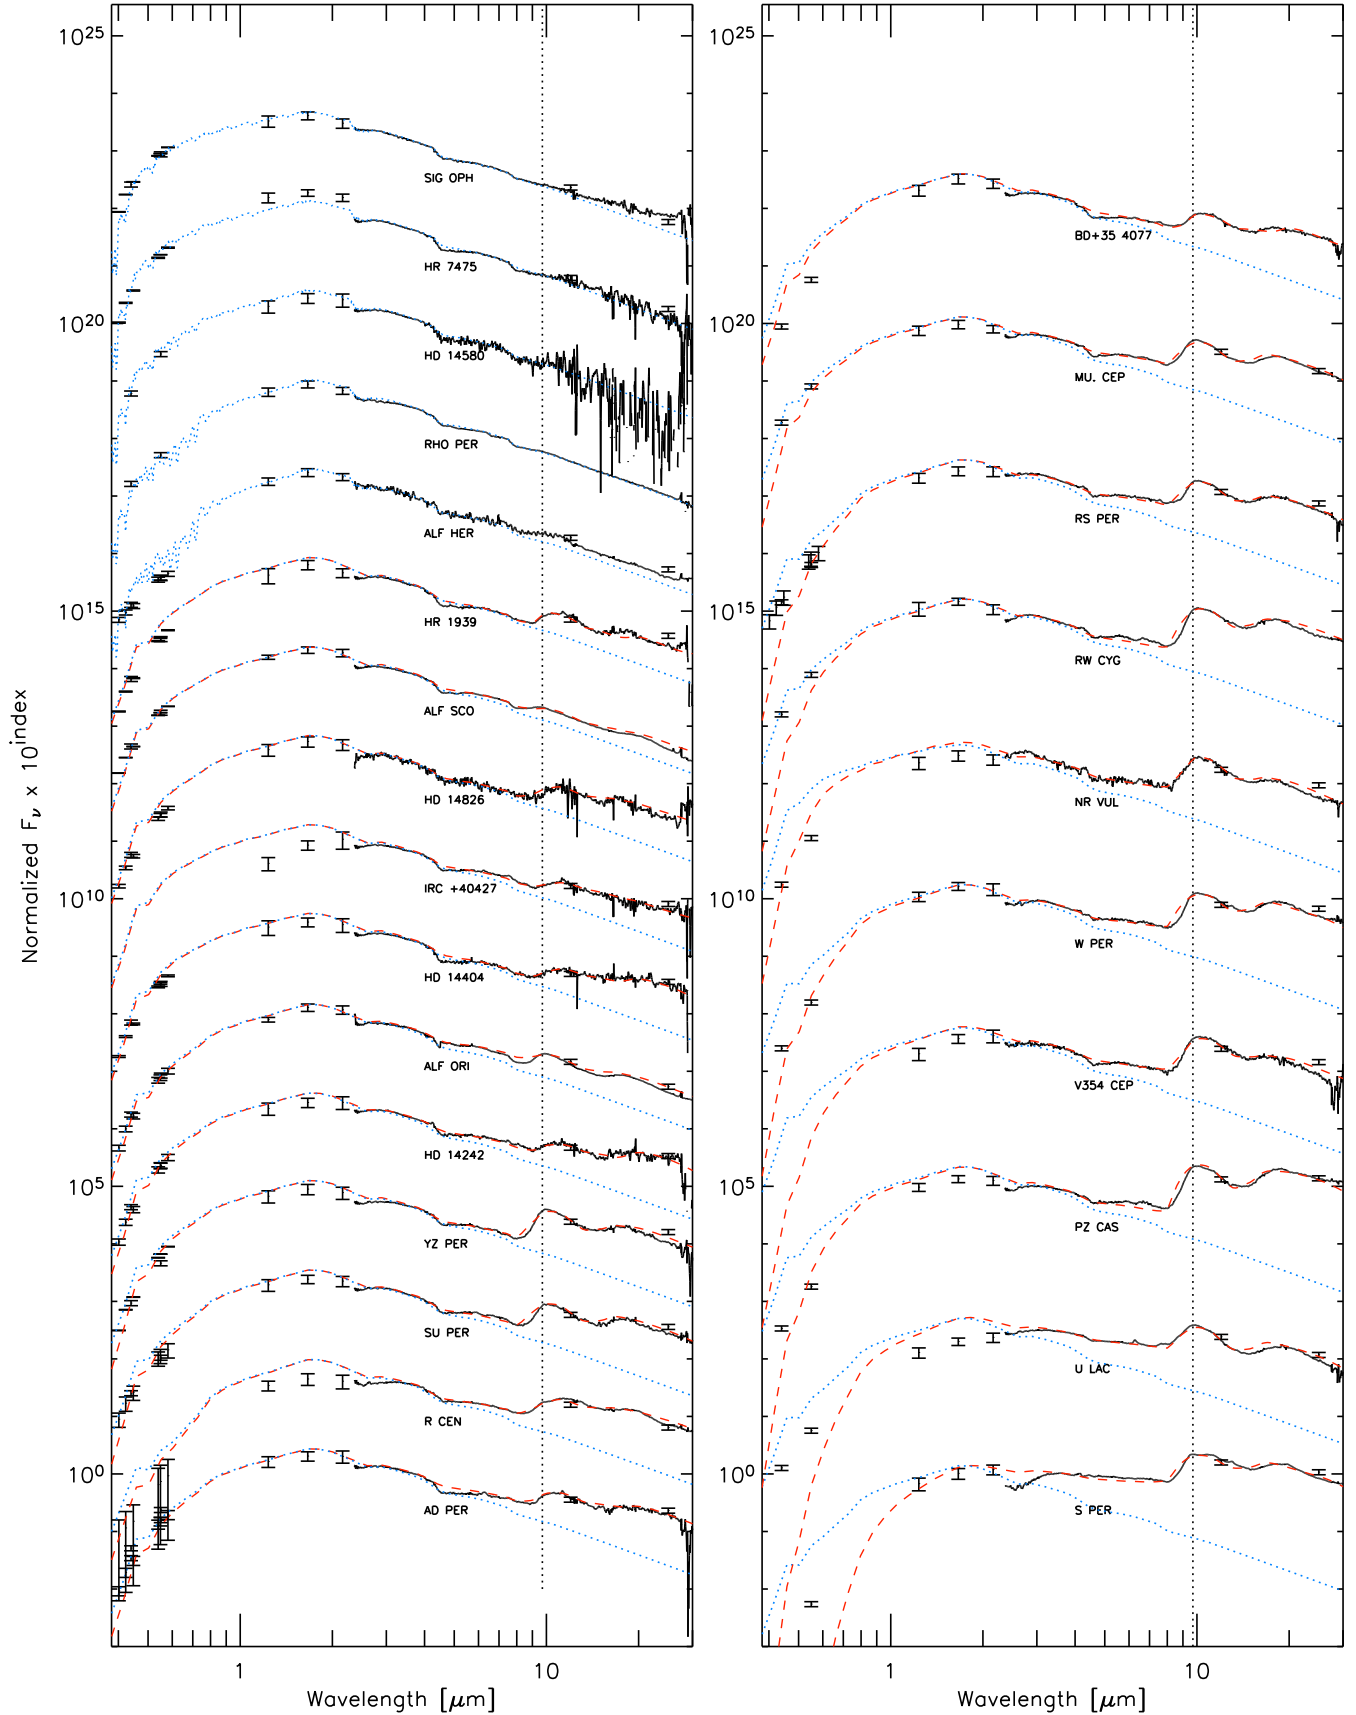 10^25
10^20
10^15
10^10
10^5
10^0
Normalized F_ν x 10^index
SIG OPH
HR 7475
HD 14580
RHO PER
ALF HER
HR 1939
ALF SCO
HD 14826
IRC +40427
HD 14404
ALF ORI
HD 14242
YZ PER
SU PER
R CEN
AD PER
1 10
Wavelength [μm]
10^25
10^20
10^15
10^10
10^5
10^0
BD+35 4077
MU. CEP
RS PER
RW CYG
NR VUL
W PER
V354 CEP
PZ CAS
U LAC
S PER
1 10
Wavelength [μm]